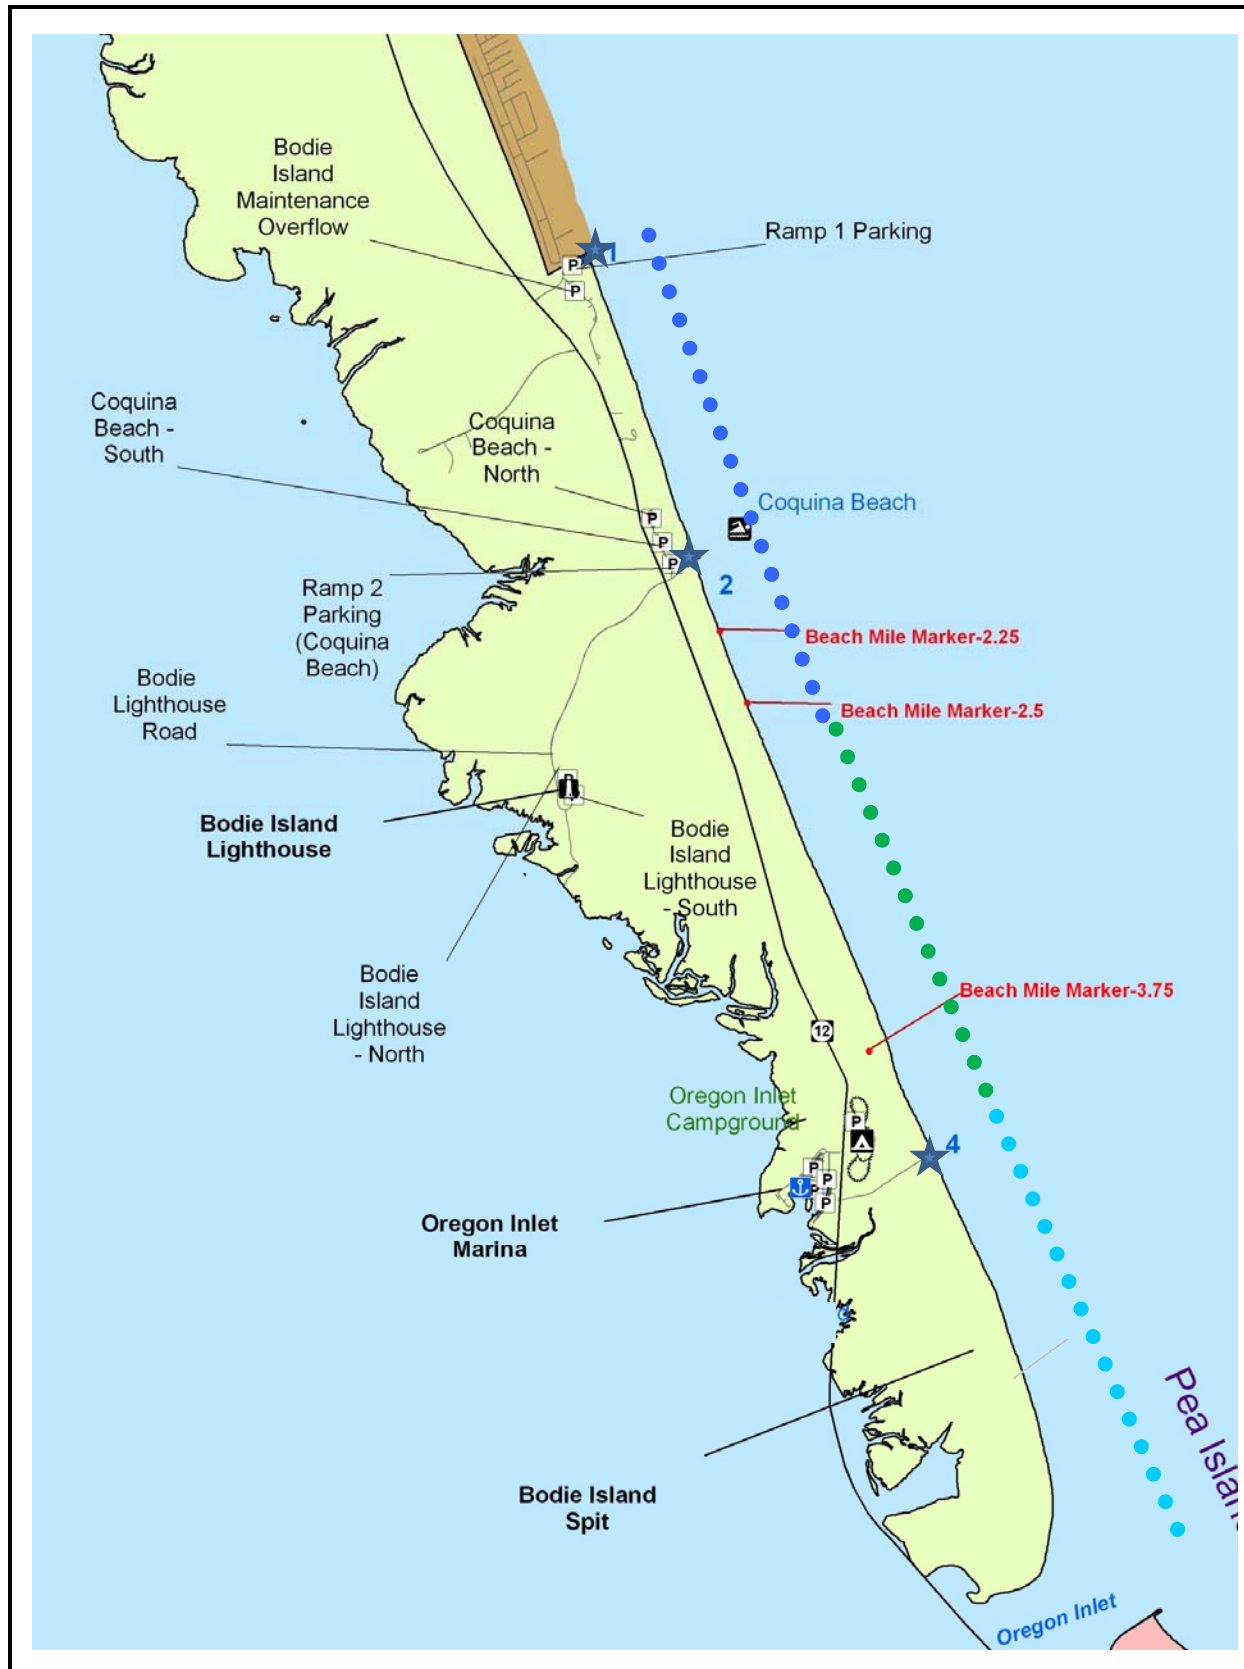 Bodie
Island
Maintenance
Overflow
Ramp 1 Parking
1
P
P
Coquina
Beach -
South
Coquina
Beach -
North
Coquina Beach
P
P
P
2
Ramp 2
Parking
(Coquina
Beach)
Beach Mile Marker-2.25
Beach Mile Marker-2.5
Bodie
Lighthouse
Road
P
Bodie Island
Lighthouse
Bodie
Island
Lighthouse
- South
Bodie
Island
Lighthouse
- North
Beach Mile Marker-3.75
12
Oregon Inlet
Campground
P
4
P
P
P
P
Oregon Inlet
Marina
Pea Island
Bodie Island
Spit
Oregon Inlet